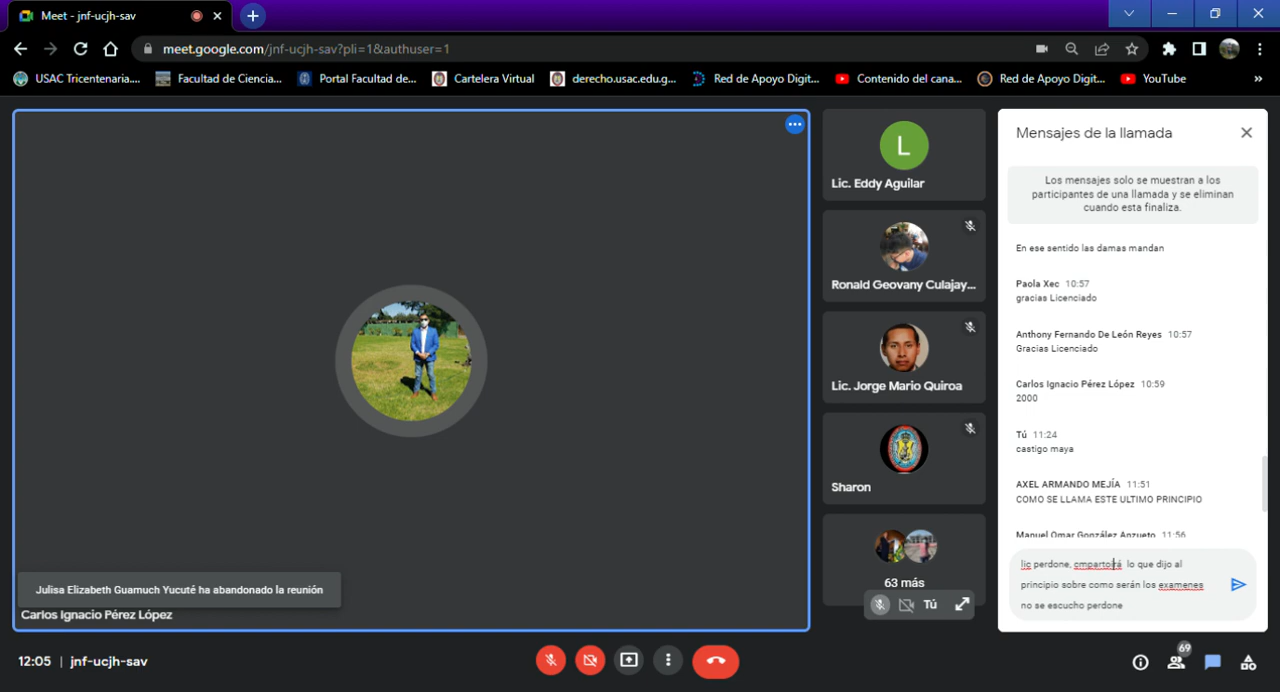 Meet - jnf-ucjh-sav
meet.google.com/jnf-ucjh-sav?pli=1&authuser=1
USAC Tricentenaria....
Facultad de Ciencia...
Portal Facultad de...
Cartelera Virtual
derecho.usac.edu.g...
Red de Apoyo Digit...
Contenido del cana...
Red de Apoyo Digit...
YouTube
»
L
Lic. Eddy Aguilar
Ronald Geovany Culajay...
Lic. Jorge Mario Quiroa
Sharon
63 más
Tú
Julisa Elizabeth Guamuch Yucuté ha abandonado la reunión
Carlos Ignacio Pérez López
Mensajes de la llamada
Los mensajes solo se muestran a los
participantes de una llamada y se eliminan
cuando esta finaliza.
En ese sentido las damas mandan
Paola Xec 10:57
gracias Licenciado
Anthony Fernando De León Reyes 10:57
Gracias Licenciado
Carlos Ignacio Pérez López 10:59
2000
Tú 11:24
castigo maya
AXEL ARMANDO MEJÍA 11:51
COMO SE LLAMA ESTE ULTIMO PRINCIPIO
Manuel Omar González Anzueto 11:56
lic perdone, cmpartoirá lo que dijo al
principio sobre como serán los examenes
no se escucho perdone
12:05 | jnf-ucjh-sav
69